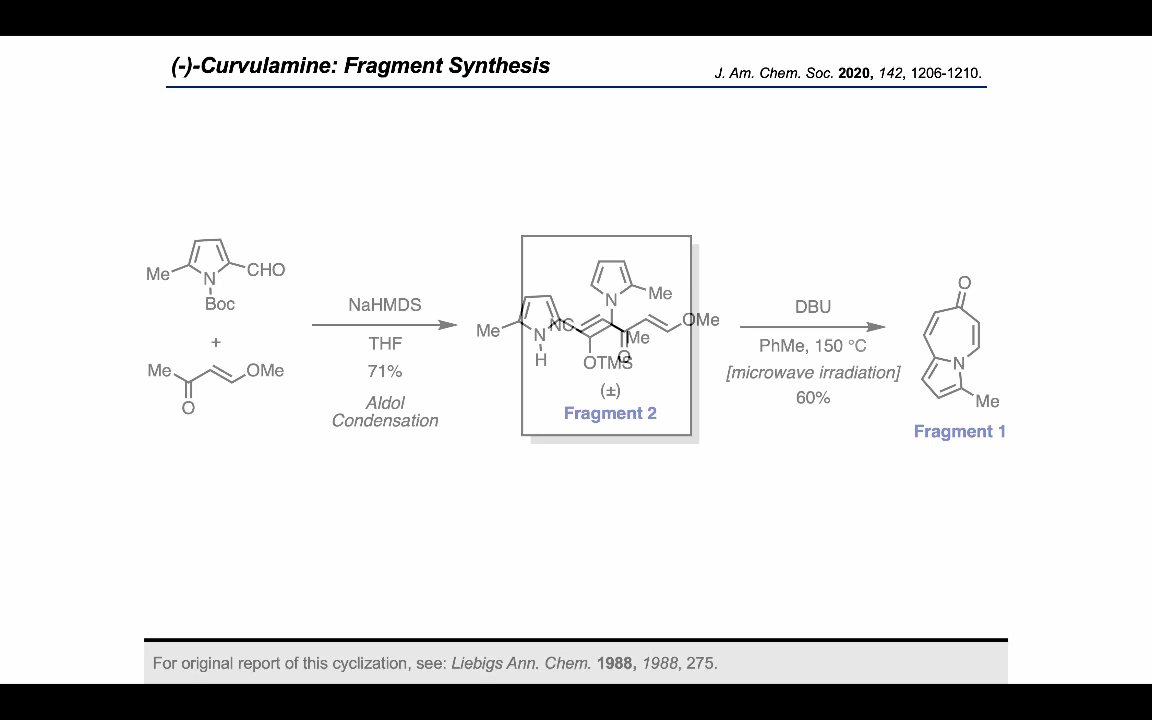 (-)-Curvulamine: Fragment Synthesis
J. Am. Chem. Soc. 2020, 142, 1206-1210.
Me
N
CHO
Boc
+
Me
OMe
O
NaHMDS
THF
71%
Aldol
Condensation
Me
N
H
NC
N
Me
OMe
Me
O
OTMS
(±)
Fragment 2
DBU
PhMe, 150 °C
[microwave irradiation]
60%
O
N
Me
Fragment 1
For original report of this cyclization, see: Liebigs Ann. Chem. 1988, 1988, 275.